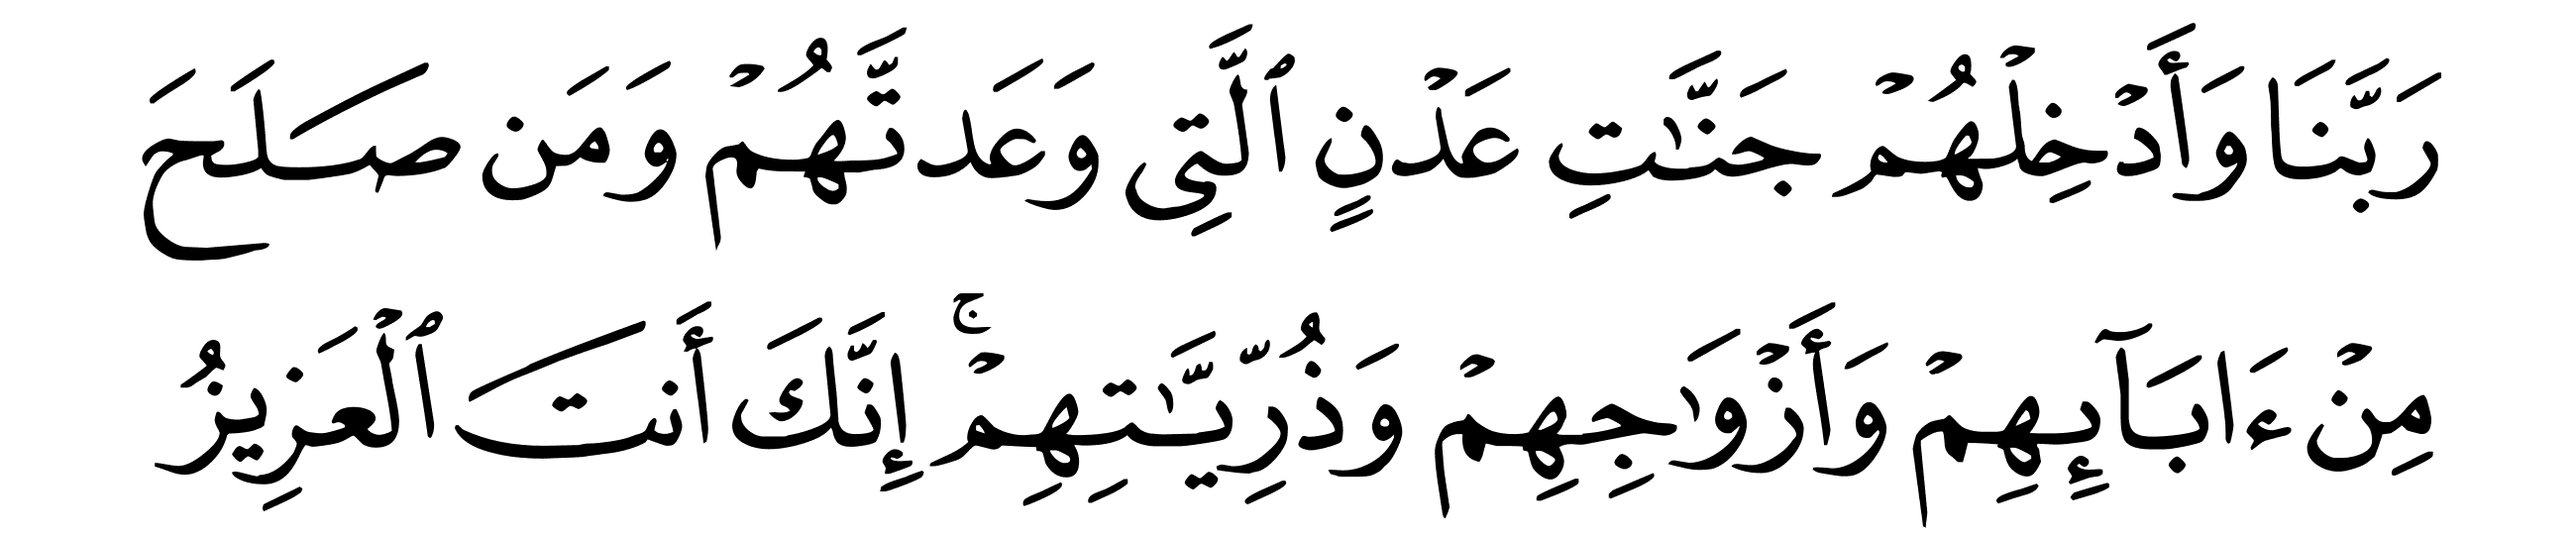 رَبَّنَا وَأَدْخِلْهُمْ جَنَّٰتِ عَدْنٍ ٱلَّتِى وَعَدتَّهُمْ وَمَن صَلَحَ
مِنْ ءَابَآئِهِمْ وَأَزْوَٰجِهِمْ وَذُرِّيَّٰتِهِمْ ۚ إِنَّكَ أَنتَ ٱلْعَزِيزُ